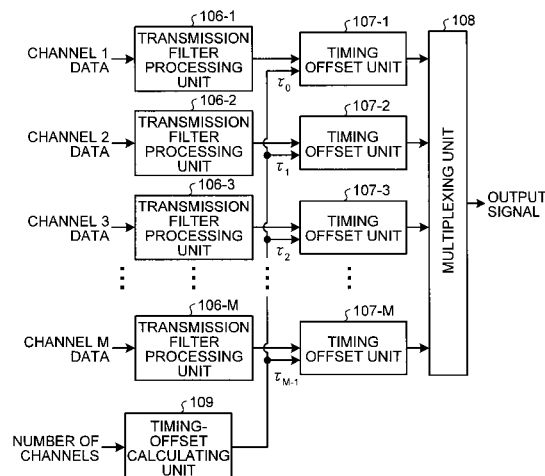 106-1
107-1
108
CHANNEL 1
DATA
TRANSMISSION
FILTER
PROCESSING
UNIT
TIMING
OFFSET UNIT
τ0
106-2
107-2
CHANNEL 2
DATA
TRANSMISSION
FILTER
PROCESSING
UNIT
TIMING
OFFSET UNIT
τ1
106-3
107-3
CHANNEL 3
DATA
TRANSMISSION
FILTER
PROCESSING
UNIT
TIMING
OFFSET UNIT
τ2
MULTIPLEXING UNIT
OUTPUT
SIGNAL
106-M
107-M
CHANNEL M
DATA
TRANSMISSION
FILTER
PROCESSING
UNIT
TIMING
OFFSET UNIT
τM-1
109
NUMBER OF
CHANNELS
TIMING-
OFFSET
CALCULATING
UNIT